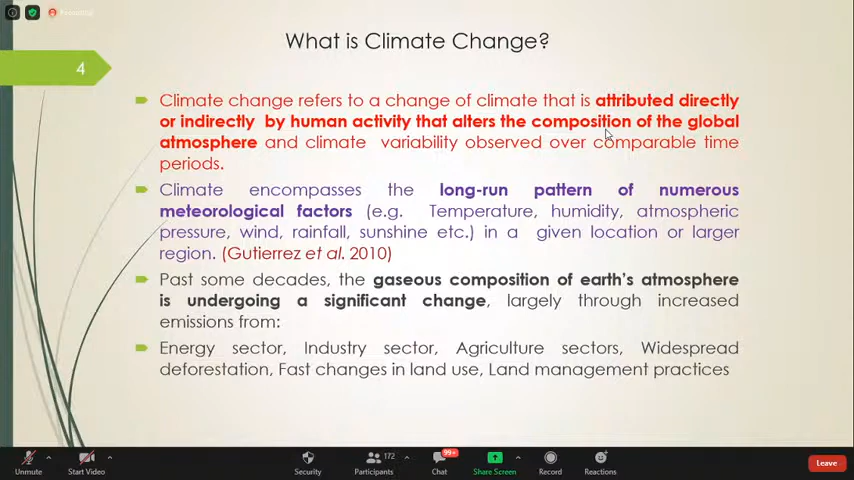 Recording
What is Climate Change?
4
Climate change refers to a change of climate that is attributed directly
or indirectly by human activity that alters the composition of the global
atmosphere and climate variability observed over comparable time
periods.
Climate encompasses the long-run pattern of numerous
meteorological factors (e.g. Temperature, humidity, atmospheric
pressure, wind, rainfall, sunshine etc.) in a given location or larger
region. (Gutierrez et al. 2010)
Past some decades, the gaseous composition of earth's atmosphere
is undergoing a significant change, largely through increased
emissions from:
Energy sector, Industry sector, Agriculture sectors, Widespread
deforestation, Fast changes in land use, Land management practices
172
99+
Unmute
Start Video
Security
Participants
Chat
Share Screen
Record
Reactions
Leave